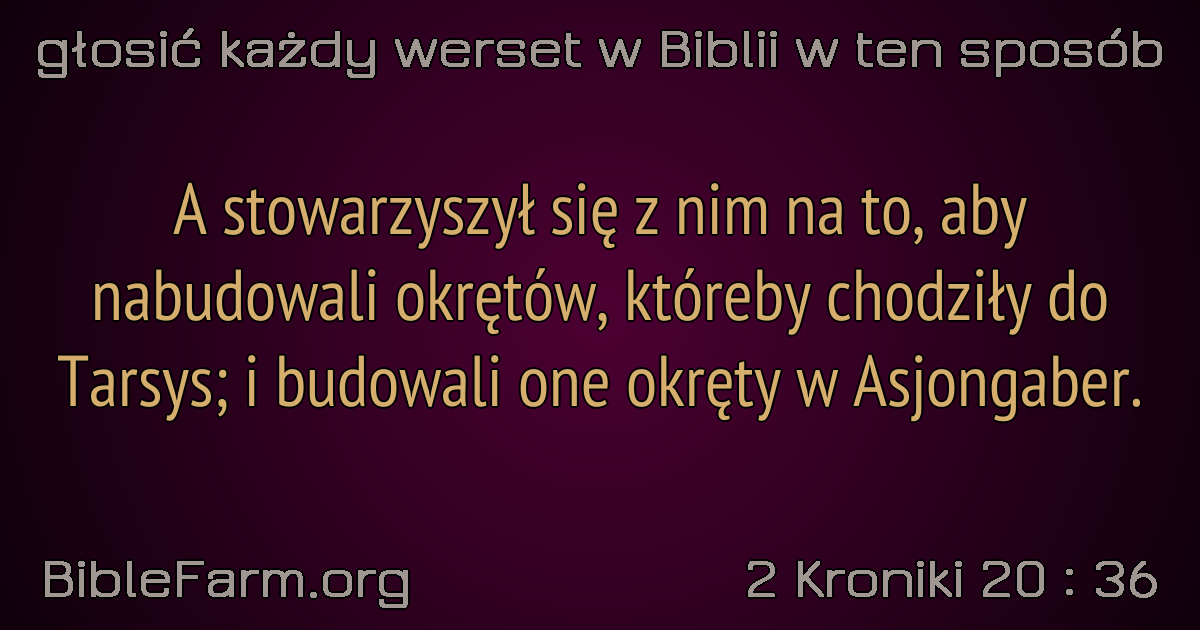 głosić każdy werset w Biblii w ten sposób
A stowarzyszył się z nim na to, aby
nabudowali okrętów, któreby chodziły do
Tarsys; i budowali one okręty w Asjongaber.
BibleFarm.org
2 Kroniki 20 : 36